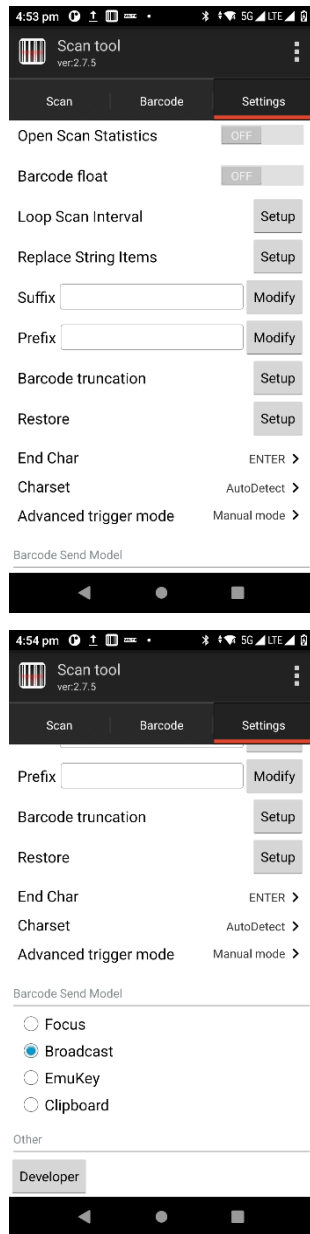 4:53 pm 5G LTE
Scan tool
ver:2.7.5
Scan Barcode Settings
Open Scan Statistics OFF
Barcode float OFF
Loop Scan Interval Setup
Replace String Items Setup
Suffix Modify
Prefix Modify
Barcode truncation Setup
Restore Setup
End Char ENTER
Charset AutoDetect
Advanced trigger mode Manual mode
Barcode Send Model
4:54 pm 5G LTE
Scan tool
ver:2.7.5
Scan Barcode Settings
Prefix Modify
Barcode truncation Setup
Restore Setup
End Char ENTER
Charset AutoDetect
Advanced trigger mode Manual mode
Barcode Send Model
Focus
Broadcast
EmuKey
Clipboard
Other
Developer